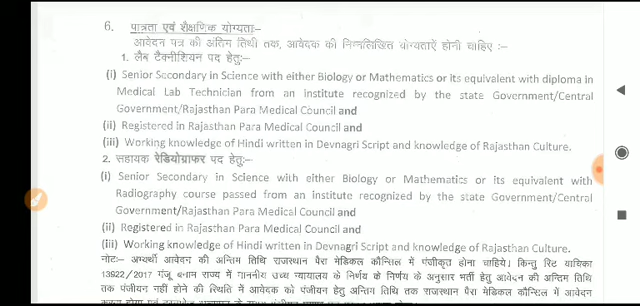 6. पात्रता एवं शैक्षणिक योग्यताः–
आवेदन पत्र की अंतिम तिथी तक, आवेदक की निम्नलिखित योग्यताऐं होनी चाहिए :–
1. लैब टैक्नीशियन पद हेतुः–
(i) Senior Secondary in Science with either Biology or Mathematics or its equivalent with diploma in
Medical Lab Technician from an institute recognized by the state Government/Central
Government/Rajasthan Para Medical Council and
(ii) Registered in Rajasthan Para Medical Council and
(iii) Working knowledge of Hindi written in Devnagri Script and knowledge of Rajasthan Culture.
2. सहायक रेडियोग्राफर पद हेतुः–
(i) Senior Secondary in Science with either Biology or Mathematics or its equivalent with
Radiography course passed from an institute recognized by the state Government/Central
Government/Rajasthan Para Medical Council and
(ii) Registered in Rajasthan Para Medical Council and
(iii) Working knowledge of Hindi written in Devnagri Script and knowledge of Rajasthan Culture.
नोटः– अभ्यर्थी आवेदन की अन्तिम तिथि राजस्थान पैरा मेडिकल कौन्सिल में पंजीकृत होना चाहिये। किन्तु रिट याचिका
13922/2017 गंजू बनाम राज्य में माननीय उच्च न्यायालय के निर्णय के निर्णय के अनुसार भर्ती हेतु आवेदन की अन्तिम तिथि
तक पंजीयन नहीं होने की स्थिति में आवेदक को पंजीयन हेतु अन्तिम तिथि तक राजस्थान पैरा मेडिकल कौन्सिल में आवेदन